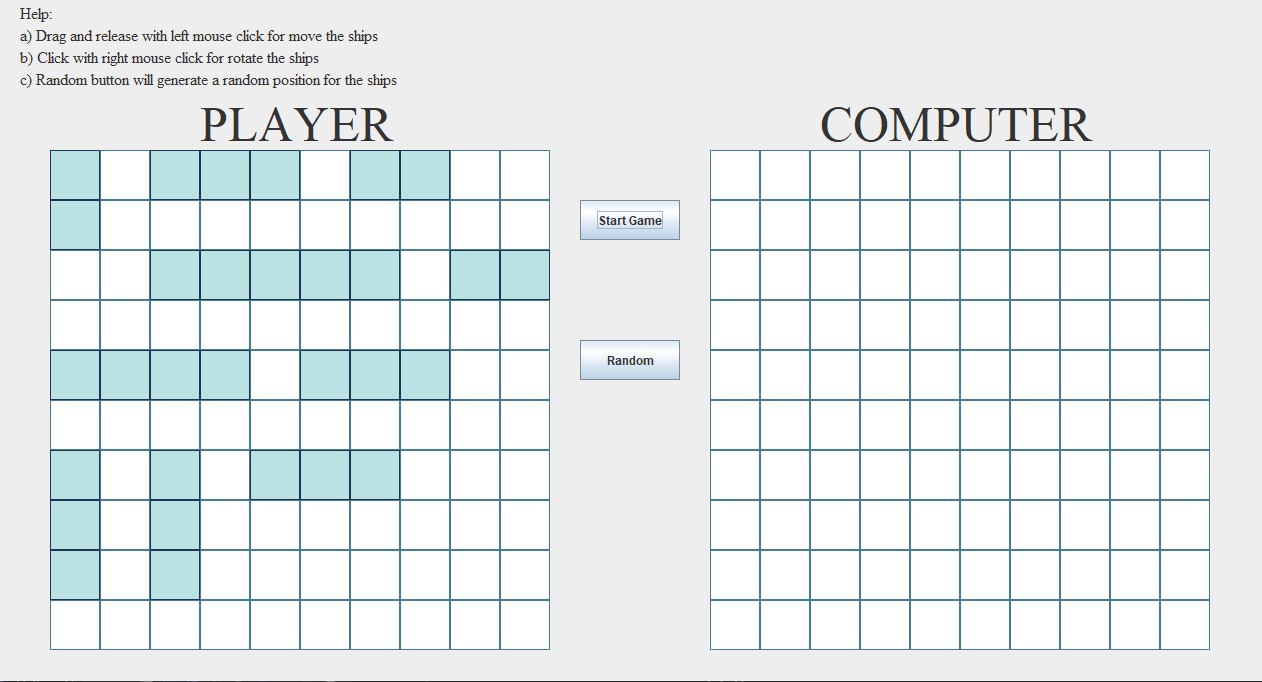 Help:
a) Drag and release with left mouse click for move the ships
b) Click with right mouse click for rotate the ships
c) Random button will generate a random position for the ships
PLAYER
COMPUTER
Start Game
Random